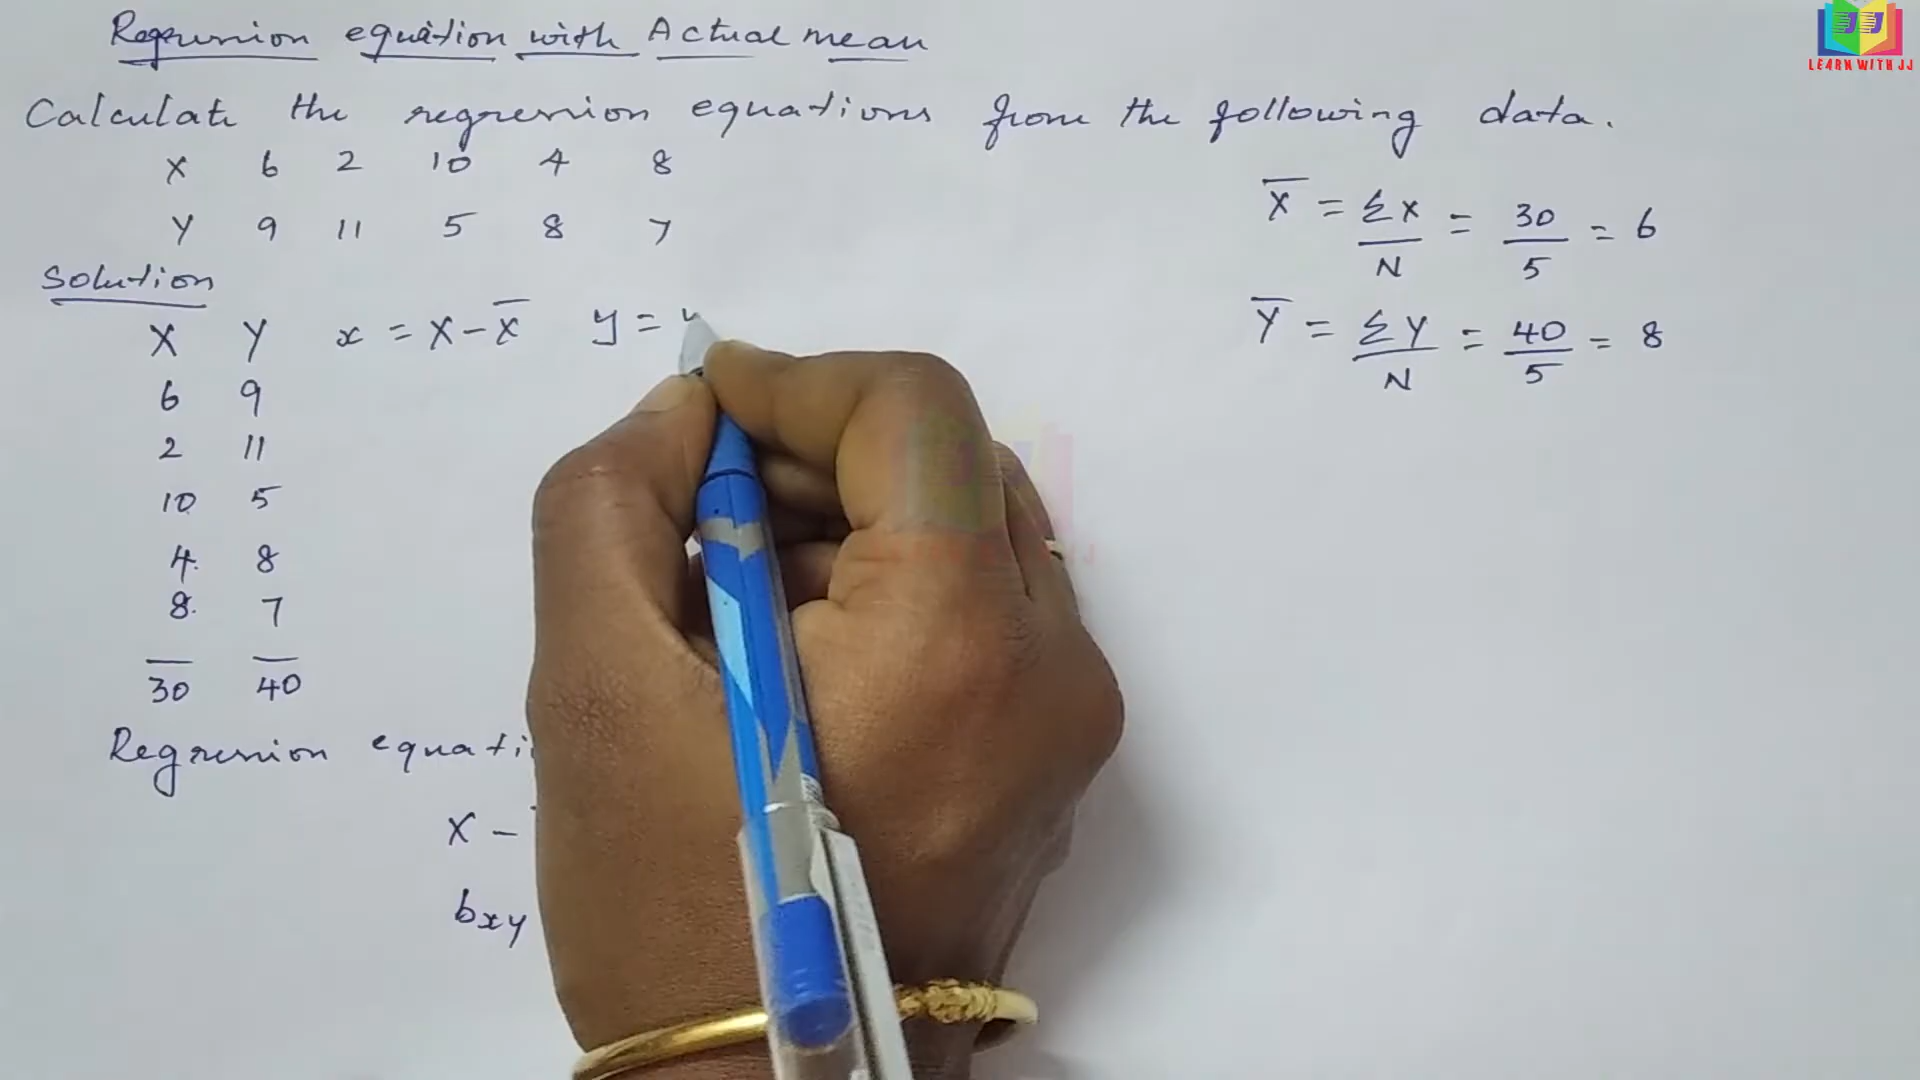 Regression equation with Actual mean
LEARN WITH JJ
Calculate the regression equations from the following data.
X 6 2 10 4 8
Y 9 11 5 8 7
X̄ = ΣX/N = 30/5 = 6
Ȳ = ΣY/N = 40/5 = 8
Solution
X Y x = X - X̄ y =
6 9
2 11
10 5
4 8
8 7
30 40
Regression
X -
bxy